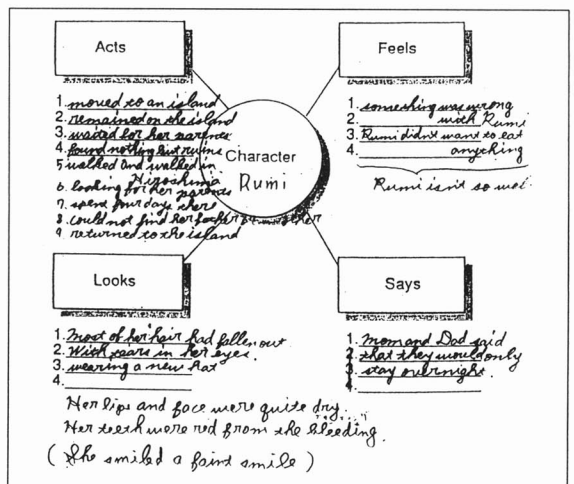 Acts
1. moved to an island
2. remained on the island
3. waited for her parents
4. found nothing but ruins
5 walked and walked in
Hiroshima
6. looking for her parents
7. spent four days there
8. could not find her father or mother
9. returned to the island
Feels
1. something was wrong
2. with Rumi
3. Rumi didn't want to eat
4. anything
Rumi isn't so well
Character
Rumi
Looks
1. Most of her hair had fallen out
2. With tears in her eyes.
3. wearing a new hat
4.
Her lips and face were quite dry.
Her teeth were red from the bleeding.
(She smiled a faint smile)
Says
1. Mom and Dad said
2. that they would only
3. stay overnight.